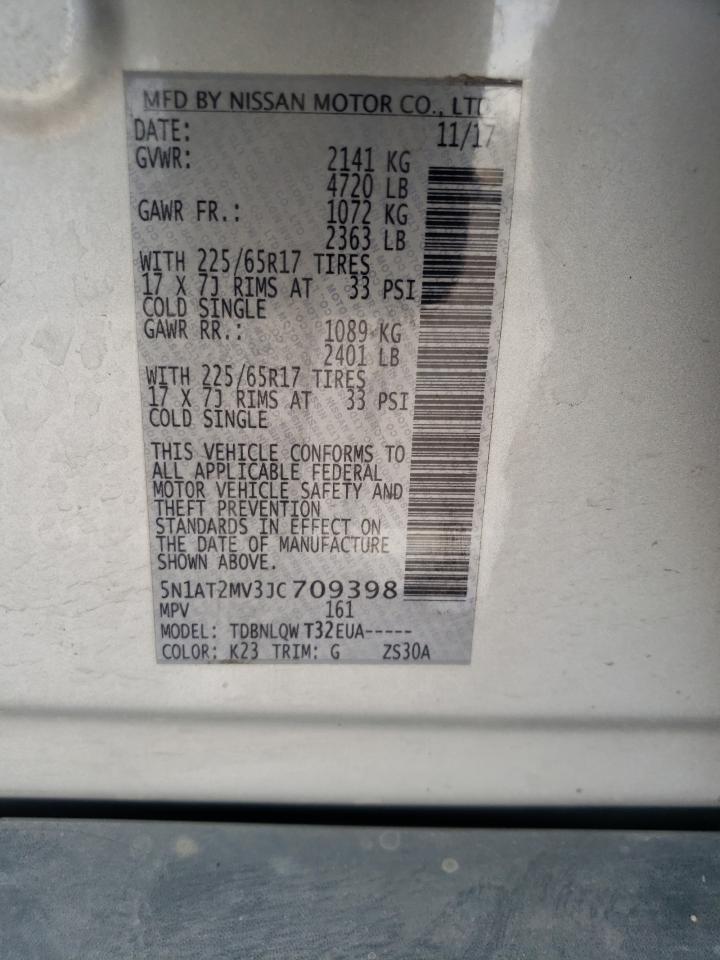 MFD BY NISSAN MOTOR CO., LTD
DATE: 11/17
GVWR: 2141 KG
4720 LB
GAWR FR.: 1072 KG
2363 LB
WITH 225/65R17 TIRES
17 X 7J RIMS AT 33 PSI
COLD SINGLE
GAWR RR.: 1089 KG
2401 LB
WITH 225/65R17 TIRES
17 X 7J RIMS AT 33 PSI
COLD SINGLE
THIS VEHICLE CONFORMS TO
ALL APPLICABLE FEDERAL
MOTOR VEHICLE SAFETY AND
THEFT PREVENTION
STANDARDS IN EFFECT ON
THE DATE OF MANUFACTURE
SHOWN ABOVE.
5N1AT2MV3JC709398
MPV 161
MODEL: TDBNLQW T32EUA-----
COLOR: K23 TRIM: G ZS30A